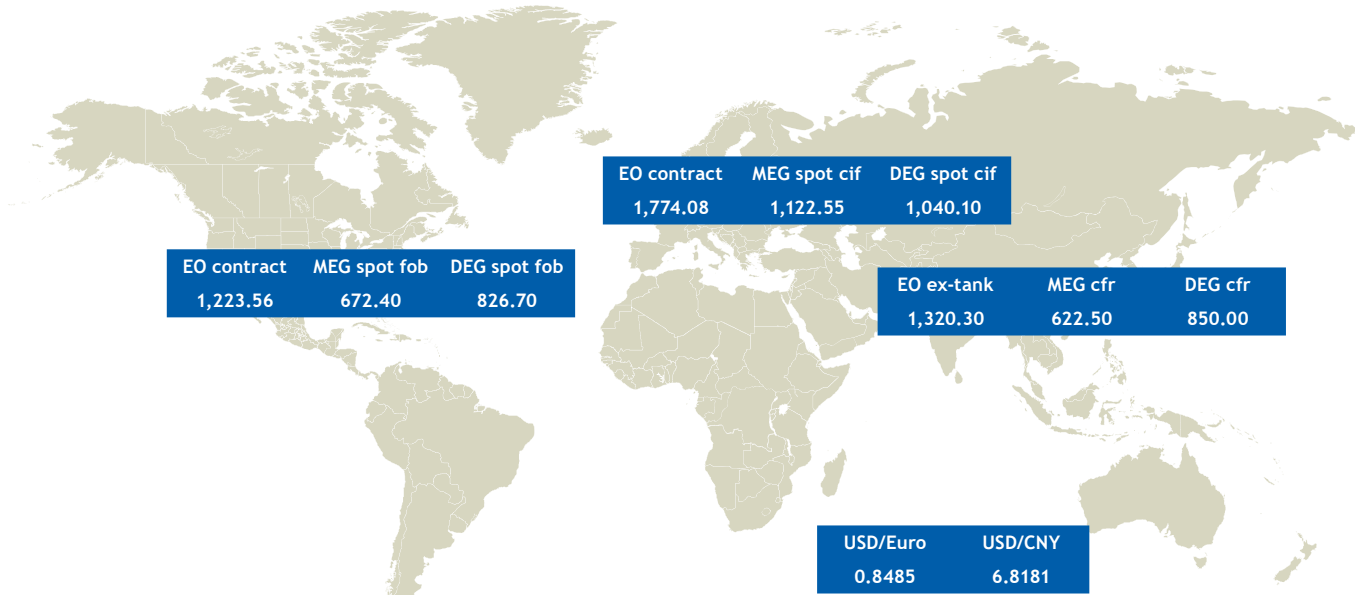 EO contract MEG spot cif DEG spot cif
1,774.08 1,122.55 1,040.10
EO contract MEG spot fob DEG spot fob
1,223.56 672.40 826.70
EO ex-tank MEG cfr DEG cfr
1,320.30 622.50 850.00
USD/Euro USD/CNY
0.8485 6.8181